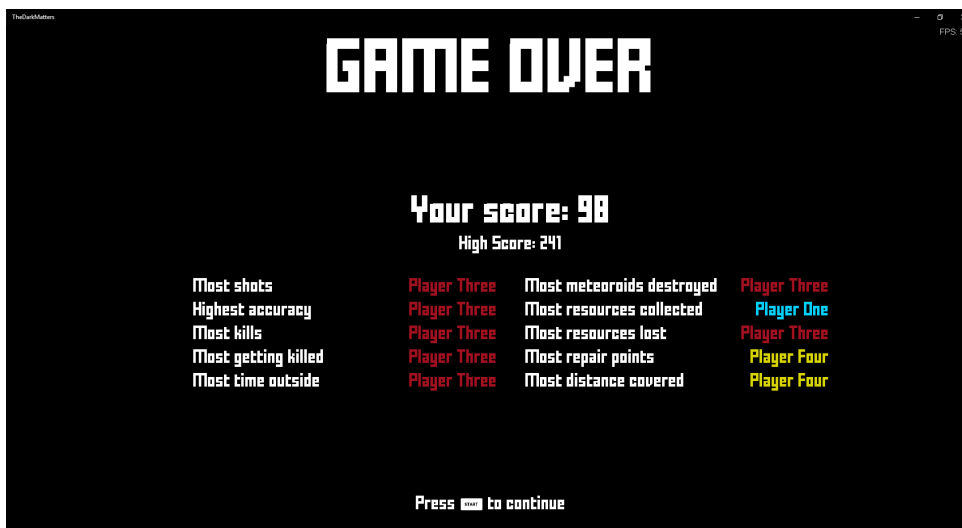 TheDarkMatters
FPS: 5
GAME OVER
Your score: 98
High Score: 241
Most shots Player Three Most meteoroids destroyed Player Three
Highest accuracy Player Three Most resources collected Player One
Most kills Player Three Most resources lost Player Three
Most getting killed Player Three Most repair points Player Four
Most time outside Player Three Most distance covered Player Four
Press START to continue